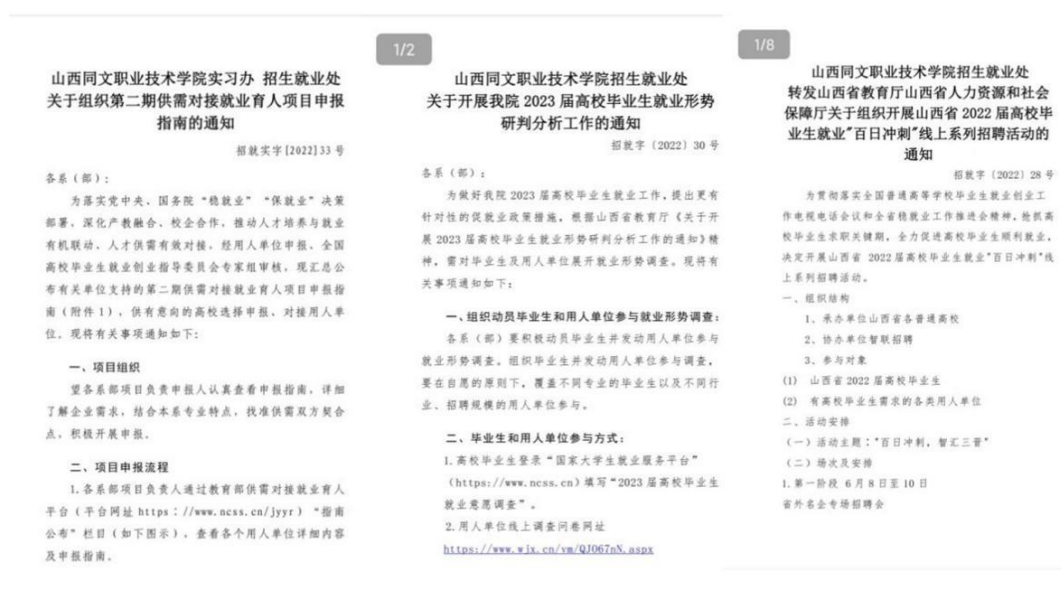 山西同文职业技术学院实习办 招生就业处
关于组织第二期供需对接就业育人项目申报
指南的通知
招就实字[2022]33 号
各系（部）：
为落实党中央、国务院“稳就业”“保就业”决策
部署，深化产教融合、校企合作，推动人才培养与就业
有机联动、人才供需有效对接，经用人单位申报、全国
高校毕业生就业创业指导委员会专家组审核，现汇总公
布有关单位支持的第二期供需对接就业育人项目申报指
南（附件 1），供有意向的高校选择申报、对接用人单
位。现将有关事项通知如下：
一、项目组织
望各系部项目负责申报人认真查看申报指南，详细
了解企业需求，结合本系专业特点，找准供需双方契合
点，积极开展申报。
二、项目申报流程
1.各系部项目负责人通过教育部供需对接就业育人
平台（平台网址 https：//www.ncss.cn/jyyr）“指南
公布”栏目（如下图示），查看各个用人单位详细内容
及申报指南。
1/2
山西同文职业技术学院招生就业处
关于开展我院 2023 届高校毕业生就业形势
研判分析工作的通知
招就字〔2022〕30 号
各系（部）：
为做好我院 2023 届高校毕业生就业工作，提出更有
针对性的促就业政策措施，根据山西省教育厅《关于开
展 2023 届高校毕业生就业形势研判分析工作的通知》精
神，需对毕业生及用人单位展开就业形势调查。现将有
关事项通知如下：
一、组织动员毕业生和用人单位参与就业形势调查：
各系（部）要积极动员毕业生并发动用人单位参与
就业形势调查。组织毕业生并发动用人单位参与调查，
要在自愿的原则下，覆盖不同专业的毕业生以及不同行
业、招聘规模的用人单位参与。
二、毕业生和用人单位参与方式：
1.高校毕业生登录“国家大学生就业服务平台”
（https://www.ncss.cn）填写“2023 届高校毕业生
就业意愿调查”。
2.用人单位线上调查问卷网址
https://www.wjx.cn/vm/QJ067nN.aspx
1/8
山西同文职业技术学院招生就业处
转发山西省教育厅山西省人力资源和社会
保障厅关于组织开展山西省 2022 届高校毕
业生就业"百日冲刺"线上系列招聘活动的
通知
招就字〔2022〕28 号
为贯彻落实全国普通高等学校毕业生就业创业工
作电视电话会议和全省稳就业工作推进会精神，抢抓高
校毕业生求职关键期，全力促进高校毕业生顺利就业，
决定开展山西省 2022 届高校毕业生就业"百日冲刺"线
上系列招聘活动。
一、组织结构
1、承办单位山西省各普通高校
2、协办单位智联招聘
3、参与对象
(1) 山西省 2022 届高校毕业生
(2) 有高校毕业生需求的各类用人单位
二、活动安排
（一）活动主题："百日冲刺，智汇三晋"
（二）场次及安排
1.第一阶段 6 月 8 日至 10 日
省外名企专场招聘会